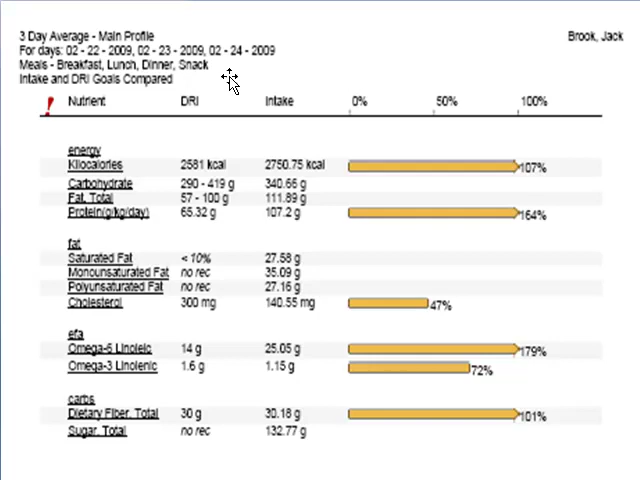 3 Day Average - Main Profile Brook, Jack
For days: 02 - 22 - 2009, 02 - 23 - 2009, 02 - 24 - 2009
Meals - Breakfast, Lunch, Dinner, Snack
Intake and DRI Goals Compared
! Nutrient DRI Intake 0% 50% 100%
energy
Kilocalories 2581 kcal 2750.75 kcal 107%
Carbohydrate 290 - 419 g 340.66 g
Fat, Total 57 - 100 g 111.89 g
Protein(g/kg/day) 65.32 g 107.2 g 164%
fat
Saturated Fat < 10% 27.58 g
Monounsaturated Fat no rec 35.09 g
Polyunsaturated Fat no rec 27.16 g
Cholesterol 300 mg 140.55 mg 47%
efa
Omega-6 Linoleic 14 g 25.05 g 179%
Omega-3 Linolenic 1.6 g 1.15 g 72%
carbs
Dietary Fiber, Total 30 g 30.18 g 101%
Sugar, Total no rec 132.77 g